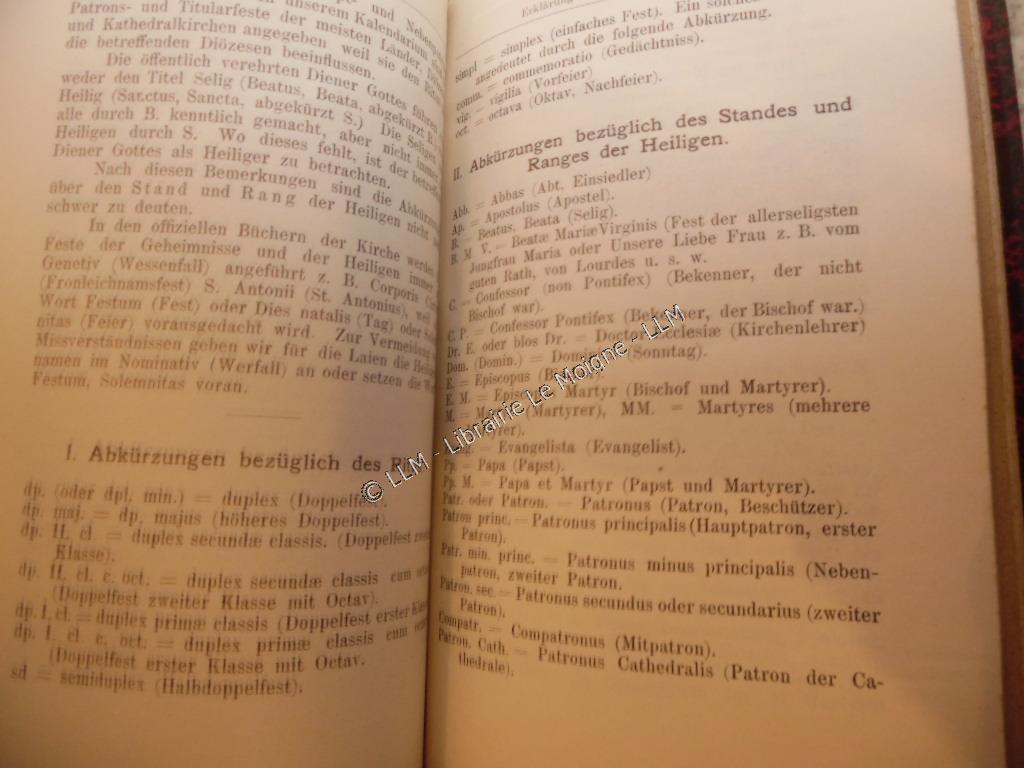 unserem Kalendarium
Patrons- und Titularfeste der meisten Länder,
und Kathedralkirchen angegeben weil sie den
die betreffenden Diözesen beeinflussen.
Die öffentlich verehrten Diener Gottes führen
weder den Titel Selig (Beatus, Beata, abgekürzt B.)
Heilig (Sanctus, Sancta, abgekürzt S.) Die Seligen
alle durch B. kenntlich gemacht, aber nicht immer
Heiligen durch S. Wo dieses fehlt, ist der
Diener Gottes als Heiliger zu betrachten.
Nach diesen Bemerkungen sind die
über den Stand und Rang der Heiligen nicht
schwer zu deuten.
In den offiziellen Büchern der Kirche werden
Feste der Geheimnisse und der Heiligen immer
Genetiv (Wessenfall) angeführt z. B. Corporis
(Fronleichnamsfest) S. Antonii (St. Antonius), weil
Wort Festum (Fest) oder Dies natalis (Tag) oder
nitas (Feier) vorausgedacht wird. Zur Vermeidung
Missverständnissen geben wir für die Laien die
namen im Nominativ (Werfall) an oder setzen die
Festum, Solemnitas voran.
I. Abkürzungen bezüglich des
dp. (oder dpl. min.) = duplex (Doppelfest).
dp. maj. = dp. majus (höheres Doppelfest).
dp. II. cl. = duplex secundæ classis. (Doppelfest
Klasse).
dp. II. cl. c. oct. = duplex secundæ classis cum
(Doppelfest zweiter Klasse mit Octav).
dp. I. cl. = duplex primæ classis (Doppelfest erster
dp. I. cl. c. oct. = duplex primæ classis cum
(Doppelfest erster Klasse mit Octav.
sd = semiduplex (Halbdoppelfest).
Erklärung
simpl = simplex (einfaches Fest). Ein solches
angedeutet durch die folgende Abkürzung.
comm. = commemoratio (Gedächtniss).
vig. = vigilia (Vorfeier)
oct. = octava (Oktav, Nachfeier).
II. Abkürzungen bezüglich des Standes und
Ranges der Heiligen.
Abb. = Abbas (Abt, Einsiedler)
Ap. = Apostolus (Apostel).
B. = Beatus, Beata (Selig).
B. M V. = Beatæ MariæVirginis (Fest der allerseligsten
Jungfrau Maria oder Unsere Liebe Frau z. B. vom
guten Rath, von Lourdes u. s. w.
C. = Confessor (non Pontifex) (Bekenner, der nicht
Bischof war).
C. P. = Confessor Pontifex (Bekenner, der Bischof war.)
Dr. E. oder blos Dr. = Doctor Ecclesiæ (Kirchenlehrer)
Dom. (Domin.) = (Sonntag).
E. = Episcopus
E. M. = Martyr (Bischof und Martyrer).
M. = (Martyrer), MM. = Martyres (mehrere
= Evangelista (Evangelist).
Pp. = Papa (Papst).
Pp. M. = Papa et Martyr (Papst und Martyrer).
Patr. oder Patron. = Patronus (Patron, Beschützer).
Patron princ. = Patronus principalis (Hauptpatron, erster
Patron).
Patr. min. princ. = Patronus minus principalis (Neben-
patron, zweiter Patron.
Patron. sec. = Patronus secundus oder secundarius (zweiter
Patron).
Compatr. = Compatronus (Mitpatron).
Patron. Cath. = Patronus Cathedralis (Patron der Ca-
thedrale).
© LLM - Librairie Le Moigne - LLM